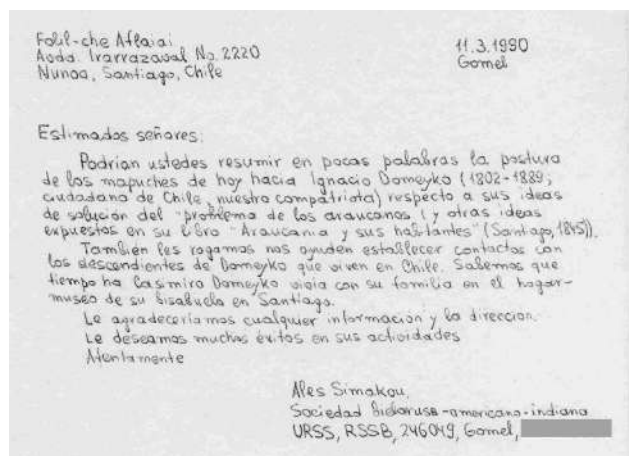 Folil-che Aflaiai
Avda. Irarrazaval No. 2220
Nunoa, Santiago, Chile
11.3.1990
Gomel
Estimados señores:
Podrian ustedes resumir en pocas palabras la postura
de los mapuches de hoy hacia Ignacio Domeyko (1802-1889;
ciudadano de Chile, nuestro compatriota) respecto a sus ideas
de solución del "problema de los araucanos (y otras ideas
expuestos en su libro "Araucania y sus habitantes" (Santiago, 1845)).
También les rogamos nos ayuden establecer contactos con
los descendientes de Domeyko que viven en Chile. Sabemos que
tiempo ha Casimiro Domeyko vivia con su familia en el hogar-
museo de su bisabuelo en Santiago.
Le agradeceríamos cualquier información y la dirección.
Le deseamos muchos éxitos en sus actividades
Atentamente
Ales Simakou,
Sociedad bielorusa-americano-indiana
URSS, RSSB, 246049, Gomel,